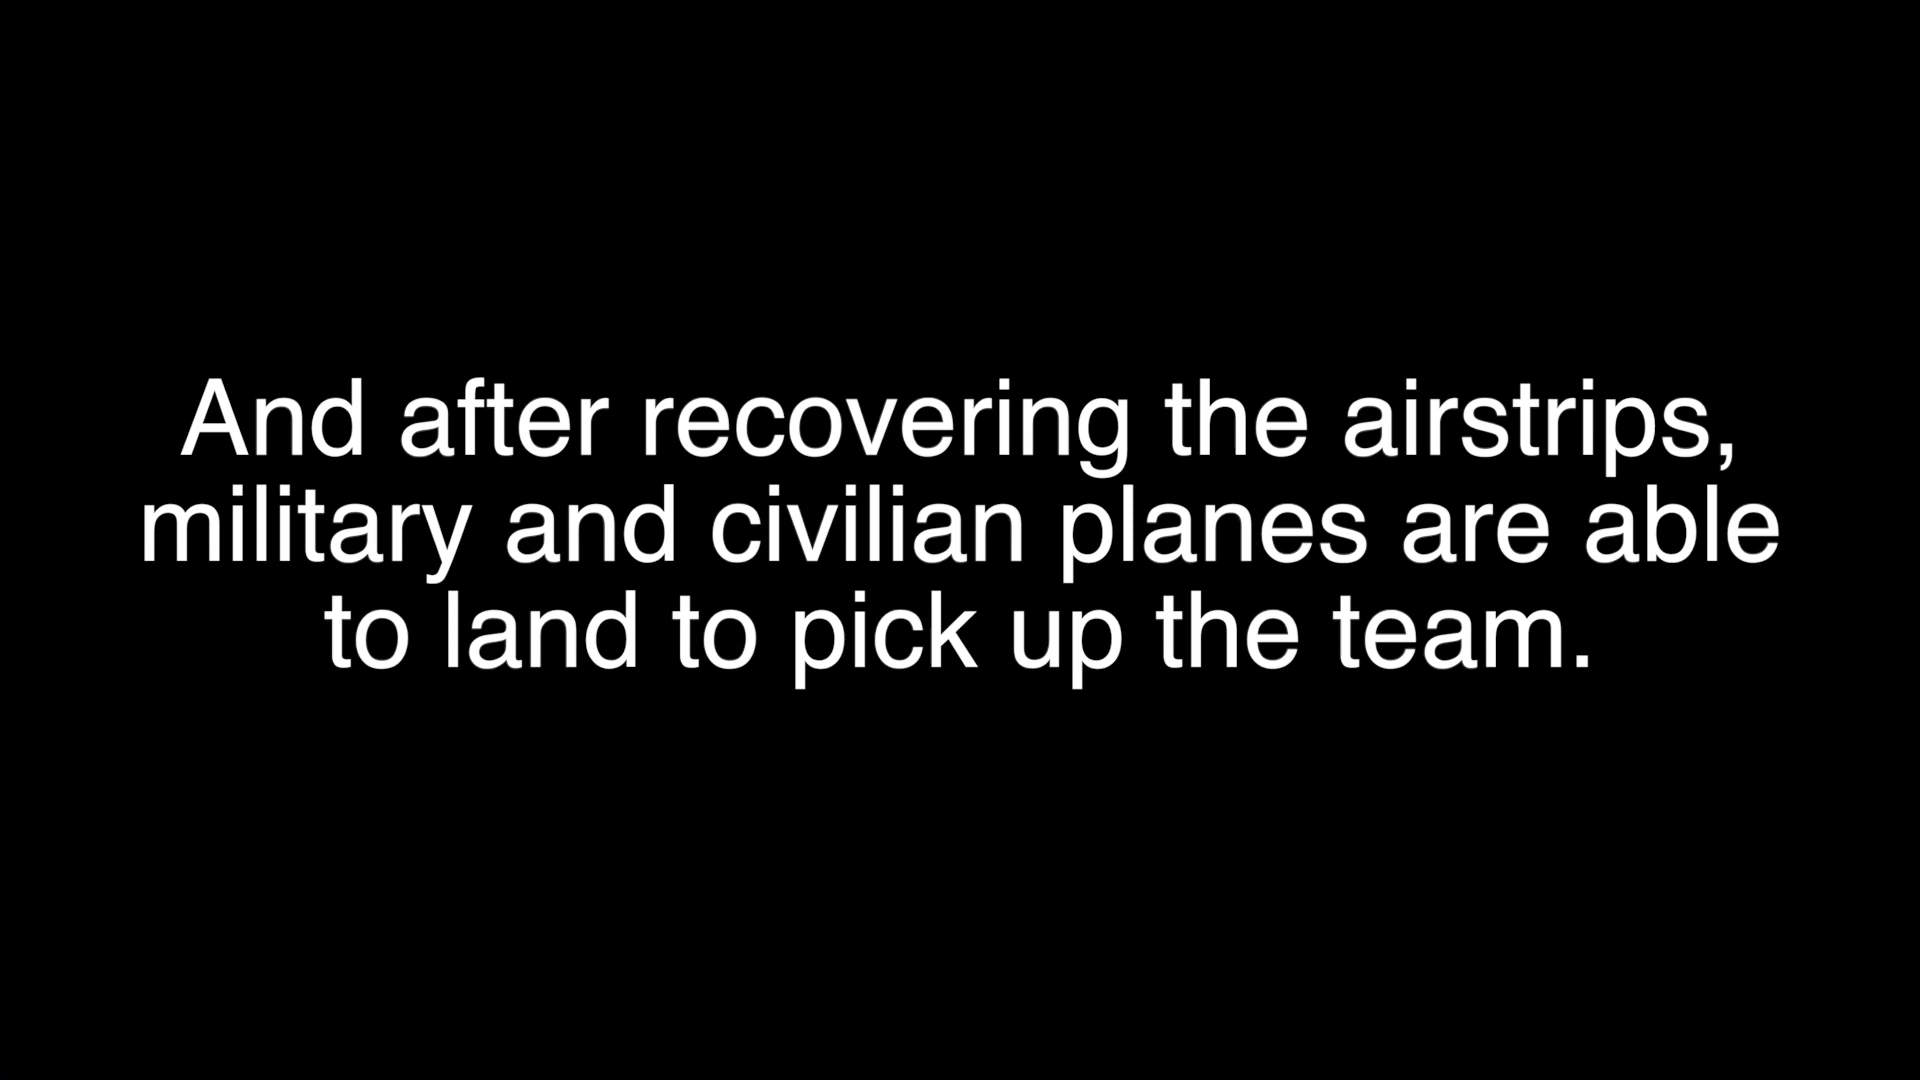 And after recovering the airstrips,
military and civilian planes are able
to land to pick up the team.